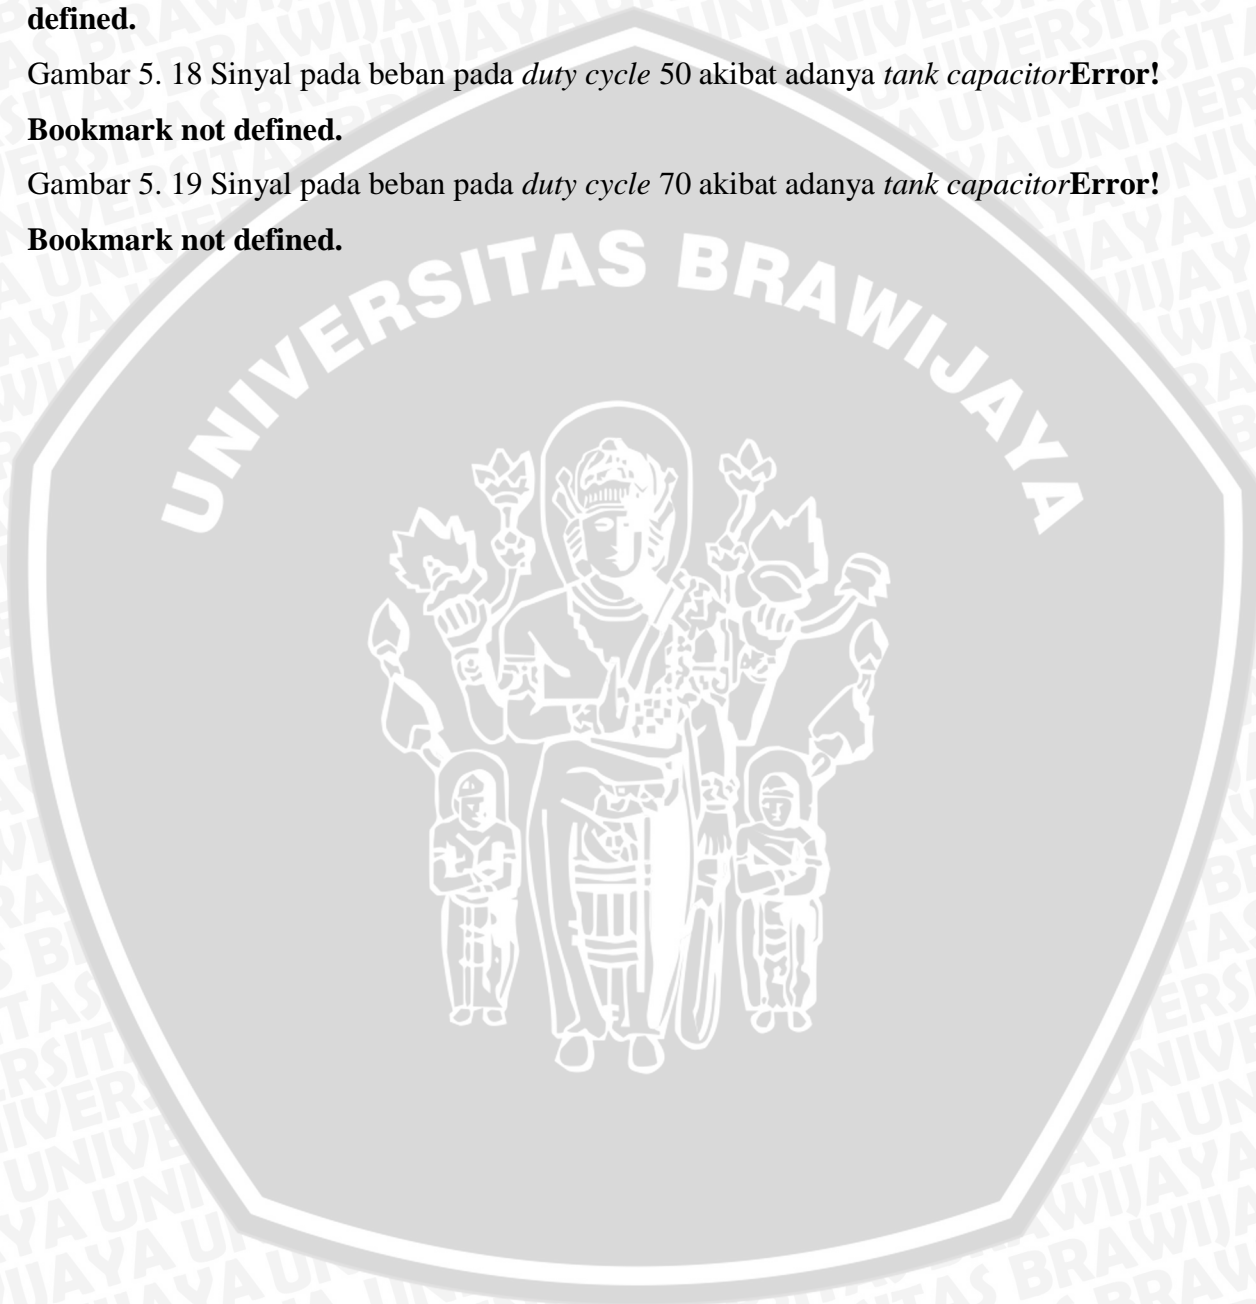 defined.
Gambar 5. 18 Sinyal pada beban pada duty cycle 50 akibat adanya tank capacitorError!
Bookmark not defined.
Gambar 5. 19 Sinyal pada beban pada duty cycle 70 akibat adanya tank capacitorError!
Bookmark not defined.
UNIVERSITAS BRAWIJAYA